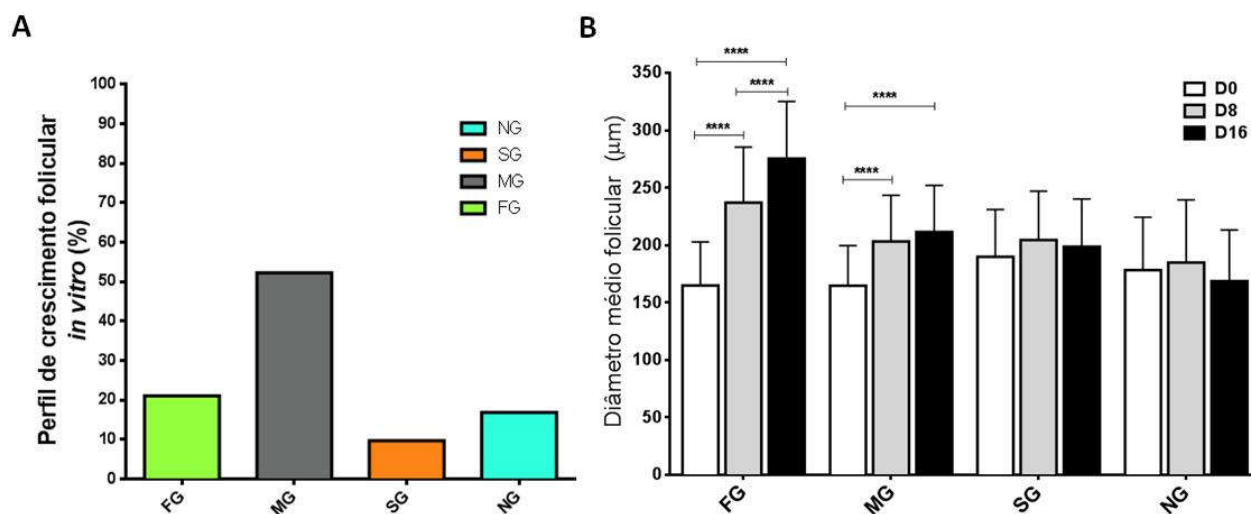 A
Perfil de crescimento folicular
in vitro (%)
100
90
80
70
60
50
40
30
20
10
0
FG
MG
SG
NG
NG
SG
MG
FG
B
Diâmetro médio folicular (μm)
350
300
250
200
150
100
50
0
****
****
****
****
****
D0
D8
D16
FG
MG
SG
NG